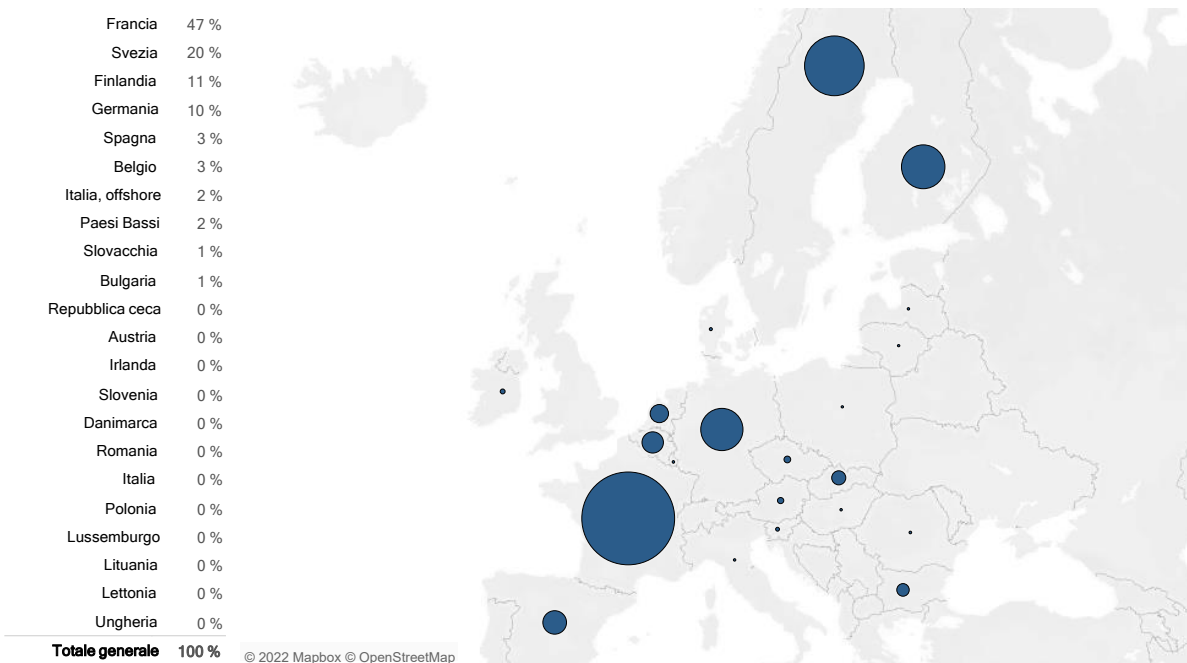 Francia 47 %
Svezia 20 %
Finlandia 11 %
Germania 10 %
Spagna 3 %
Belgio 3 %
Italia, offshore 2 %
Paesi Bassi 2 %
Slovacchia 1 %
Bulgaria 1 %
Repubblica ceca 0 %
Austria 0 %
Irlanda 0 %
Slovenia 0 %
Danimarca 0 %
Romania 0 %
Italia 0 %
Polonia 0 %
Lussemburgo 0 %
Lituania 0 %
Lettonia 0 %
Ungheria 0 %
Totale generale 100 %
© 2022 Mapbox © OpenStreetMap